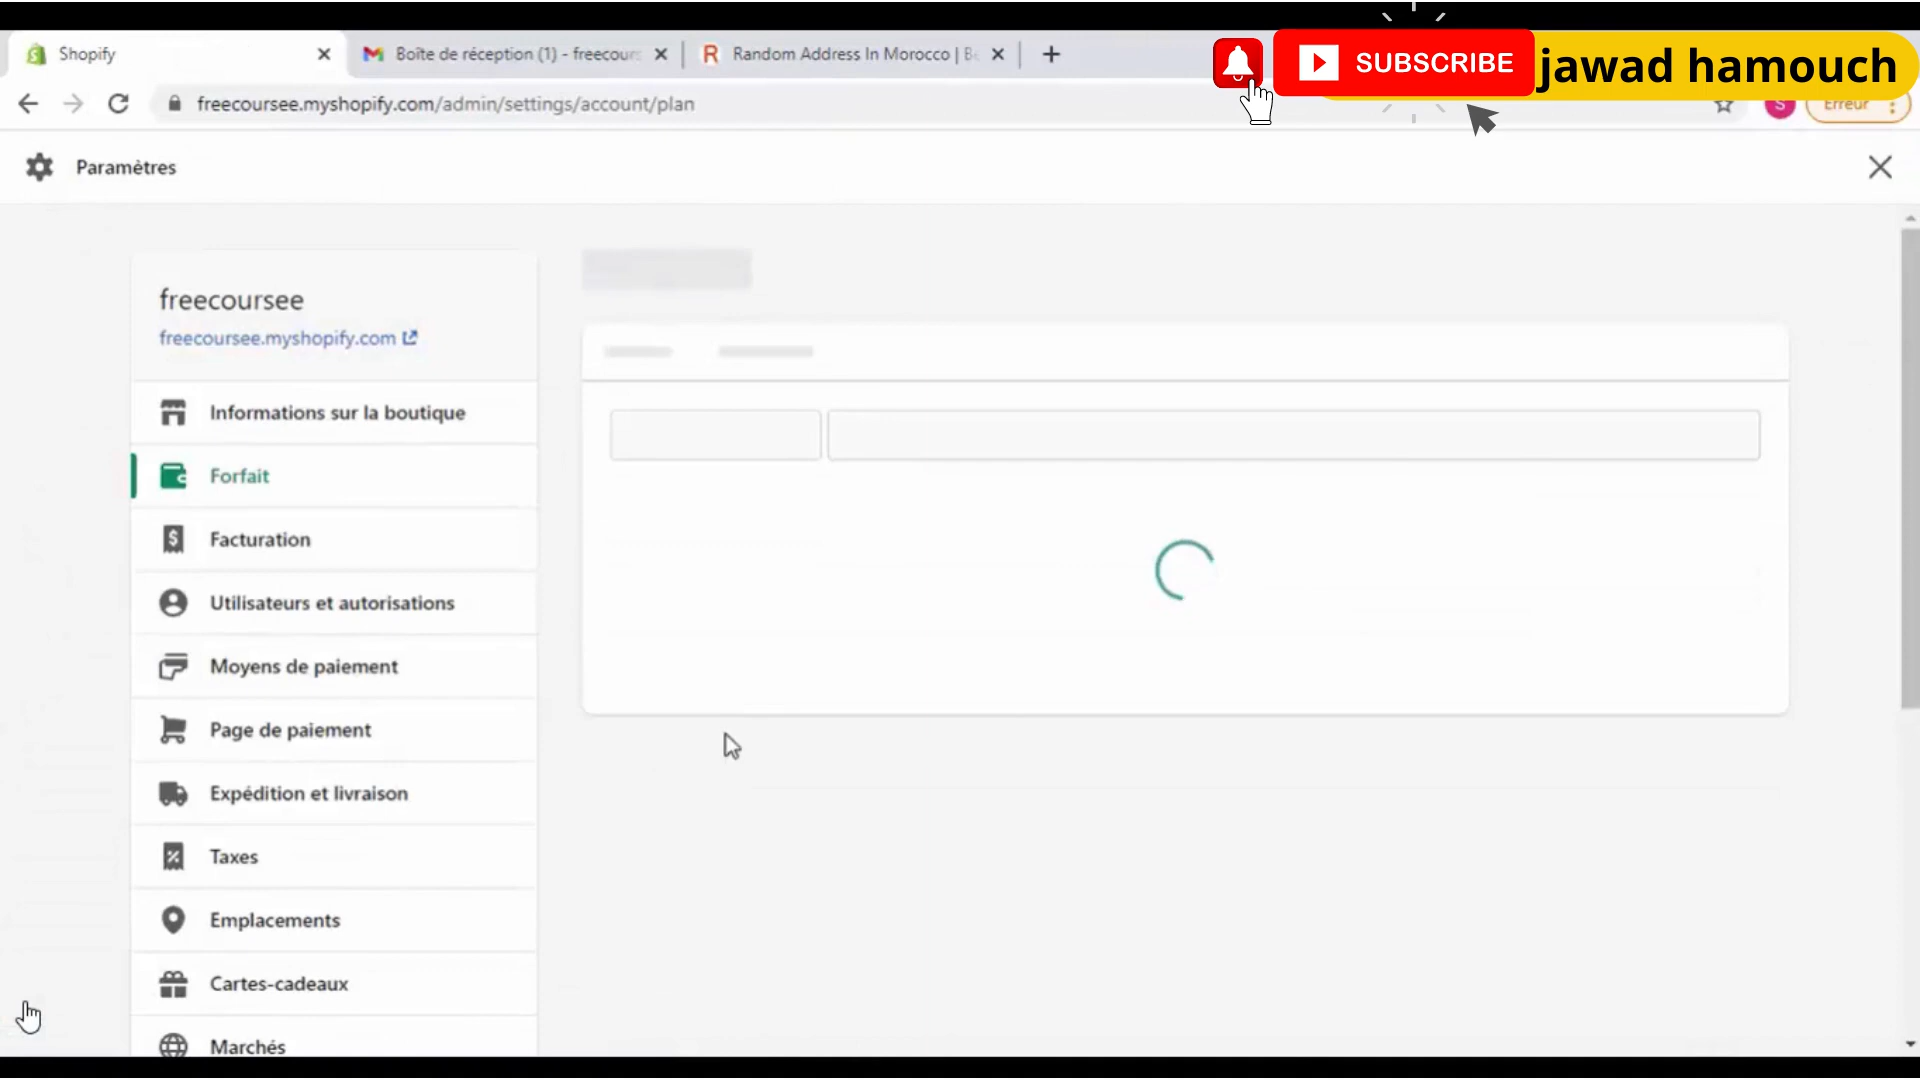 Shopify
Boîte de réception (1) - freecours
Random Address In Morocco | Be
SUBSCRIBE
jawad hamouch
freecoursee.myshopify.com/admin/settings/account/plan
S
Erreur
Paramètres
freecoursee
freecoursee.myshopify.com
Informations sur la boutique
Forfait
Facturation
Utilisateurs et autorisations
Moyens de paiement
Page de paiement
Expédition et livraison
Taxes
Emplacements
Cartes-cadeaux
Marchés